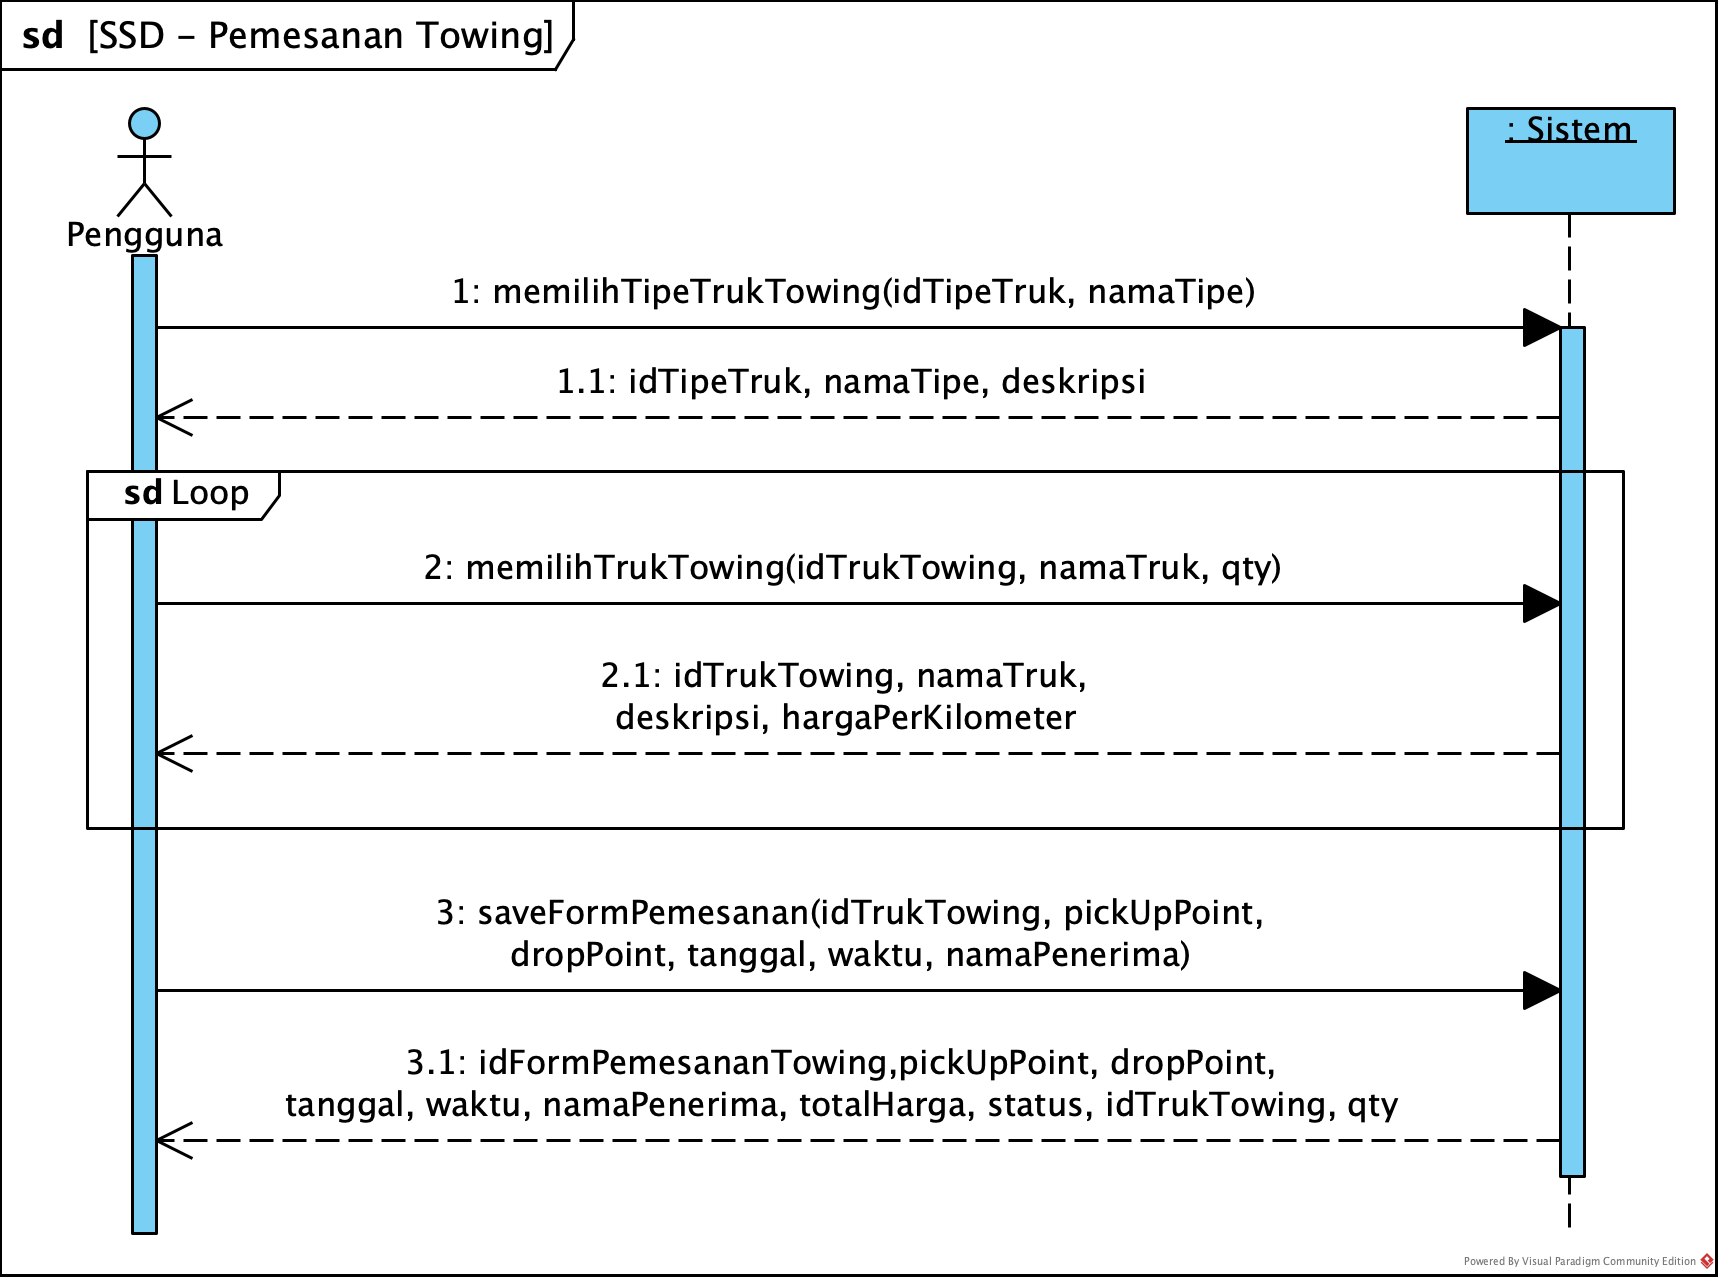 sd [SSD - Pemesanan Towing]
Pengguna
: Sistem
1: memilihTipeTrukTowing(idTipeTruk, namaTipe)
1.1: idTipeTruk, namaTipe, deskripsi
sd Loop
2: memilihTrukTowing(idTrukTowing, namaTruk, qty)
2.1: idTrukTowing, namaTruk,
deskripsi, hargaPerKilometer
3: saveFormPemesanan(idTrukTowing, pickUpPoint,
dropPoint, tanggal, waktu, namaPenerima)
3.1: idFormPemesananTowing,pickUpPoint, dropPoint,
tanggal, waktu, namaPenerima, totalHarga, status, idTrukTowing, qty
Powered By Visual Paradigm Community Edition